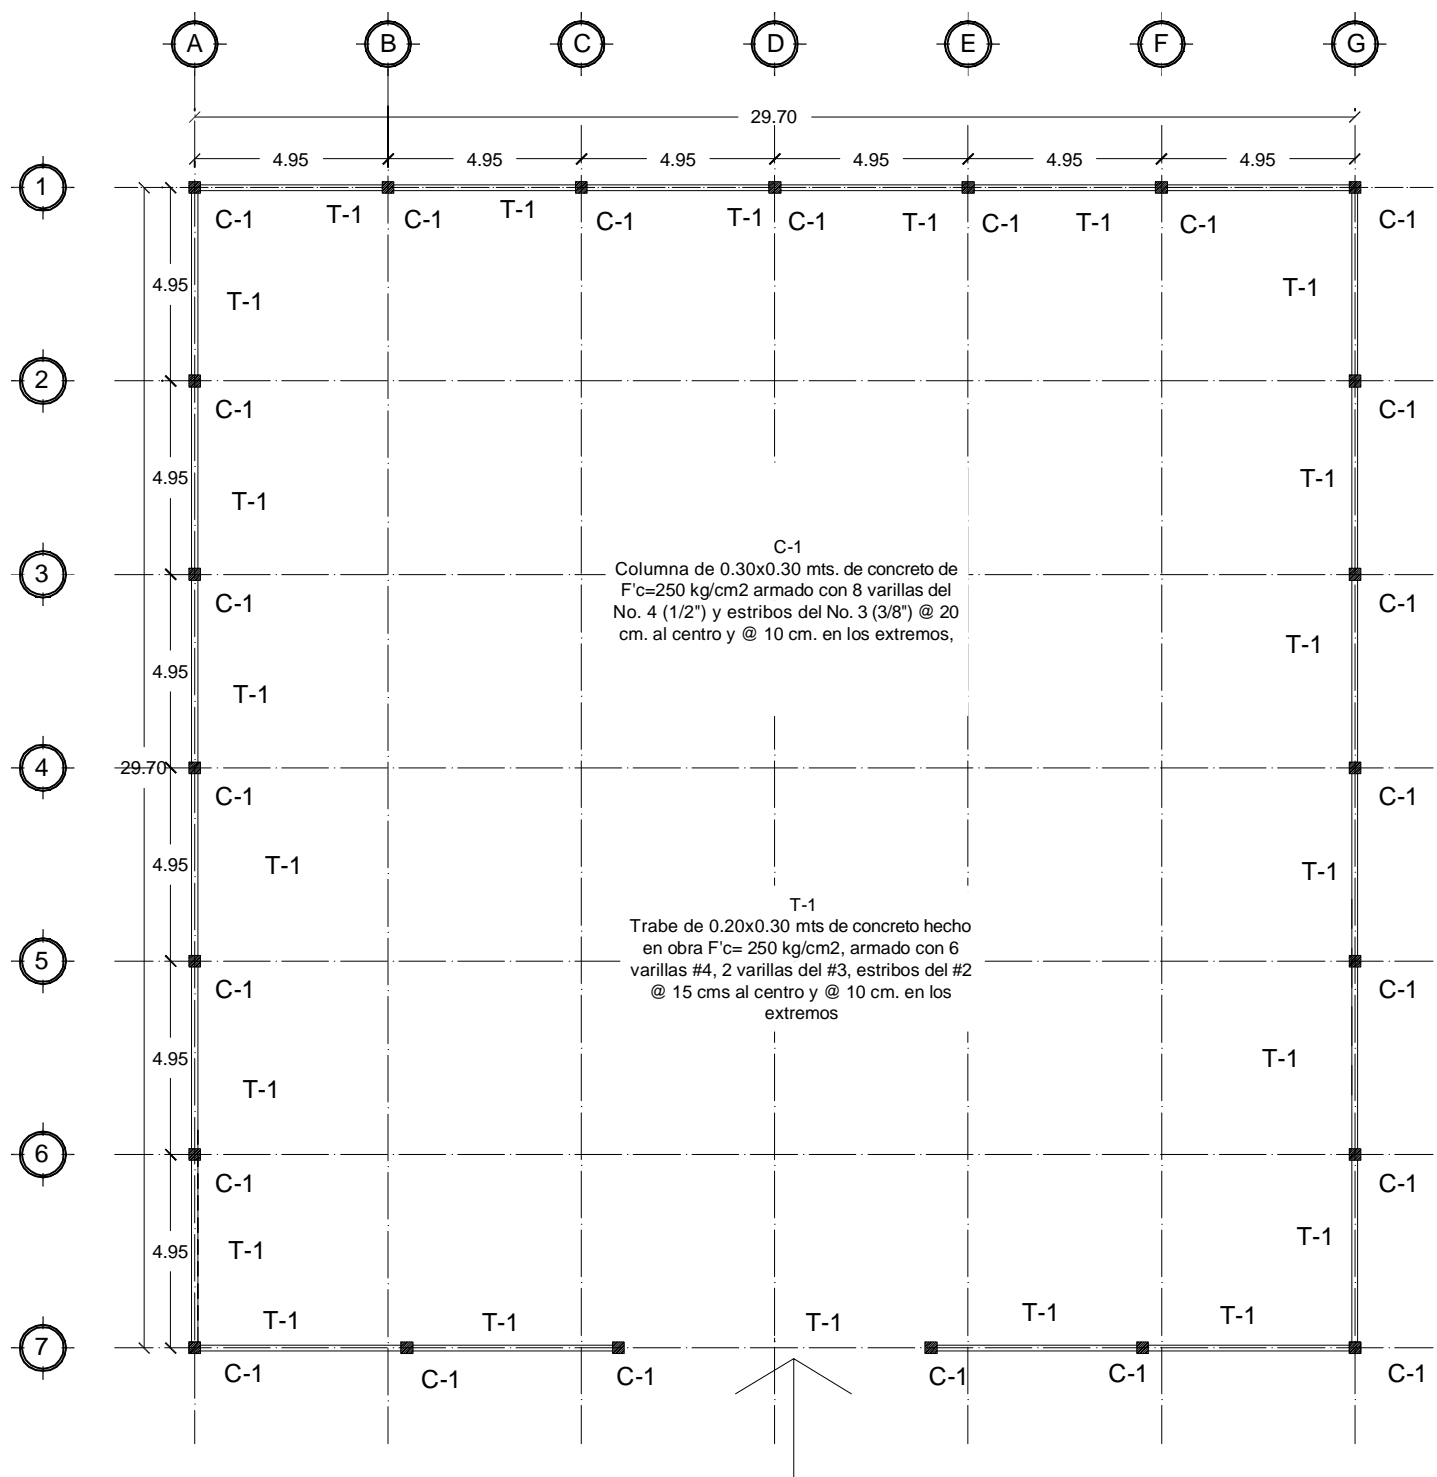 A B C D E F G
29.70
4.95 4.95 4.95 4.95 4.95 4.95
1
C-1 T-1 C-1 T-1 C-1 T-1 C-1 T-1 C-1 T-1 C-1 C-1
4.95 T-1 T-1
2
C-1 C-1
4.95 T-1 T-1
C-1
Columna de 0.30x0.30 mts. de concreto de
F'c=250 kg/cm2 armado con 8 varillas del
No. 4 (1/2") y estribos del No. 3 (3/8") @ 20
cm. al centro y @ 10 cm. en los extremos,
3
C-1 C-1
4.95 T-1 T-1
4 29.70
C-1 C-1
4.95 T-1 T-1
T-1
Trabe de 0.20x0.30 mts de concreto hecho
en obra F'c= 250 kg/cm2, armado con 6
varillas #4, 2 varillas del #3, estribos del #2
@ 15 cms al centro y @ 10 cm. en los
extremos
5
C-1 C-1
4.95 T-1 T-1
6
C-1 C-1
4.95 T-1 T-1
T-1 T-1 T-1 T-1 T-1
7
C-1 C-1 C-1 C-1 C-1 C-1